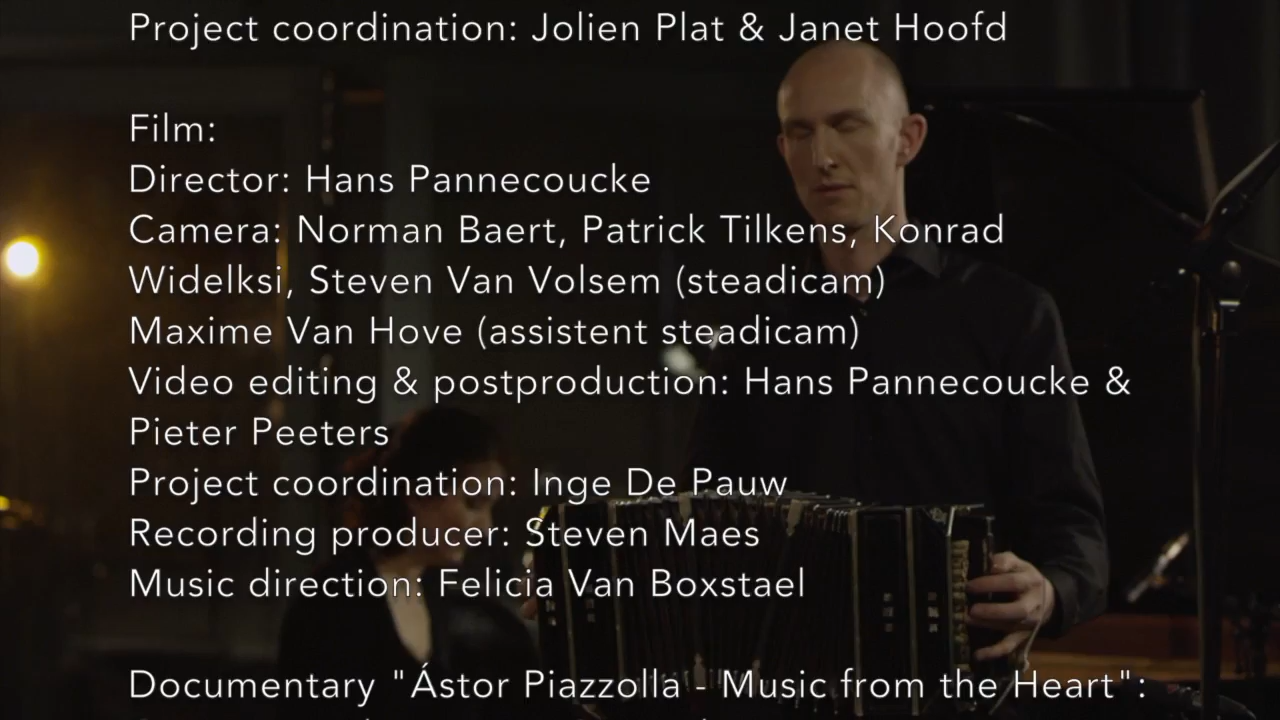 Project coordination: Jolien Plat & Janet Hoofd
Film:
Director: Hans Pannecoucke
Camera: Norman Baert, Patrick Tilkens, Konrad
Widelksi, Steven Van Volsem (steadicam)
Maxime Van Hove (assistent steadicam)
Video editing & postproduction: Hans Pannecoucke &
Pieter Peeters
Project coordination: Inge De Pauw
Recording producer: Steven Maes
Music direction: Felicia Van Boxstael
Documentary "Ástor Piazzolla - Music from the Heart":